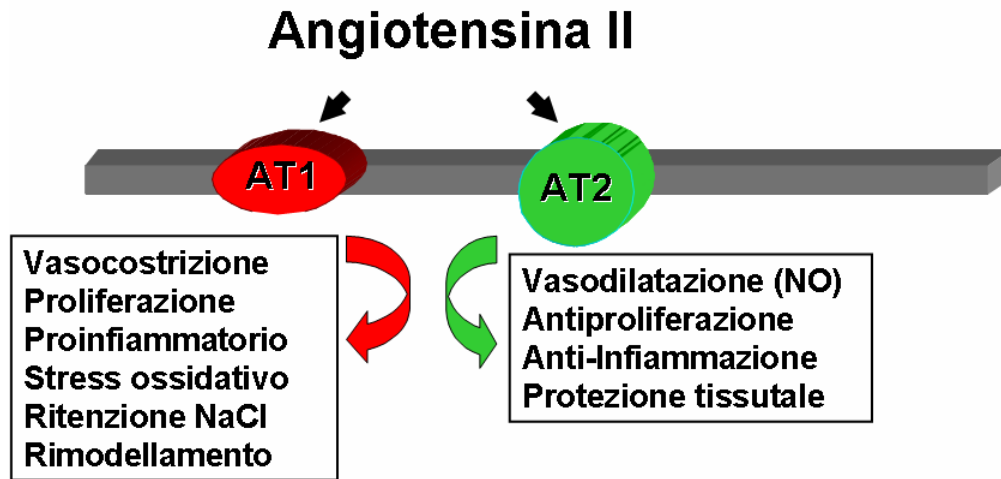 Angiotensina II
AT1
AT2
Vasocostrizione
Proliferazione
Proinfiammatorio
Stress ossidativo
Ritenzione NaCl
Rimodellamento
Vasodilatazione (NO)
Antiproliferazione
Anti-Infiammazione
Protezione tissutale